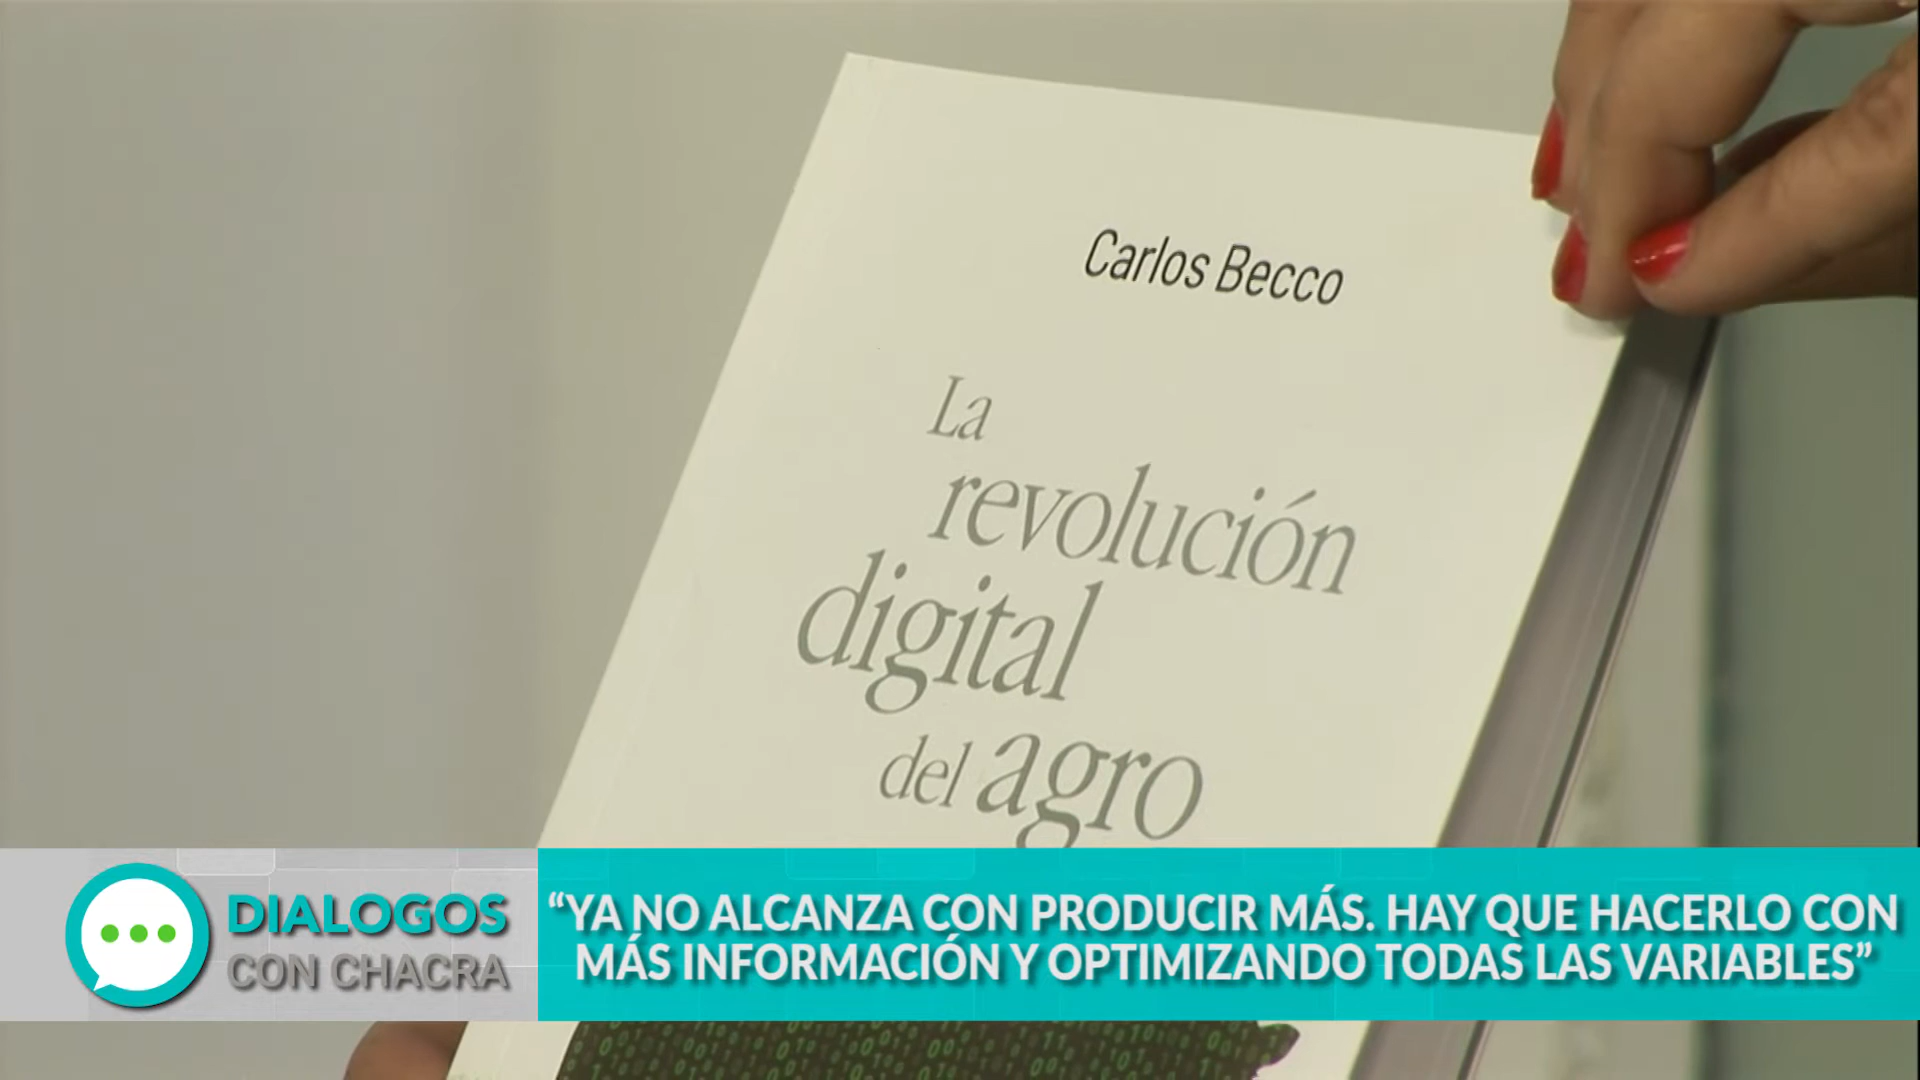 Carlos Becco
La
revolución
digital
del agro
DIALOGOS
CON CHACRA
“YA NO ALCANZA CON PRODUCIR MÁS. HAY QUE HACERLO CON
MÁS INFORMACIÓN Y OPTIMIZANDO TODAS LAS VARIABLES”